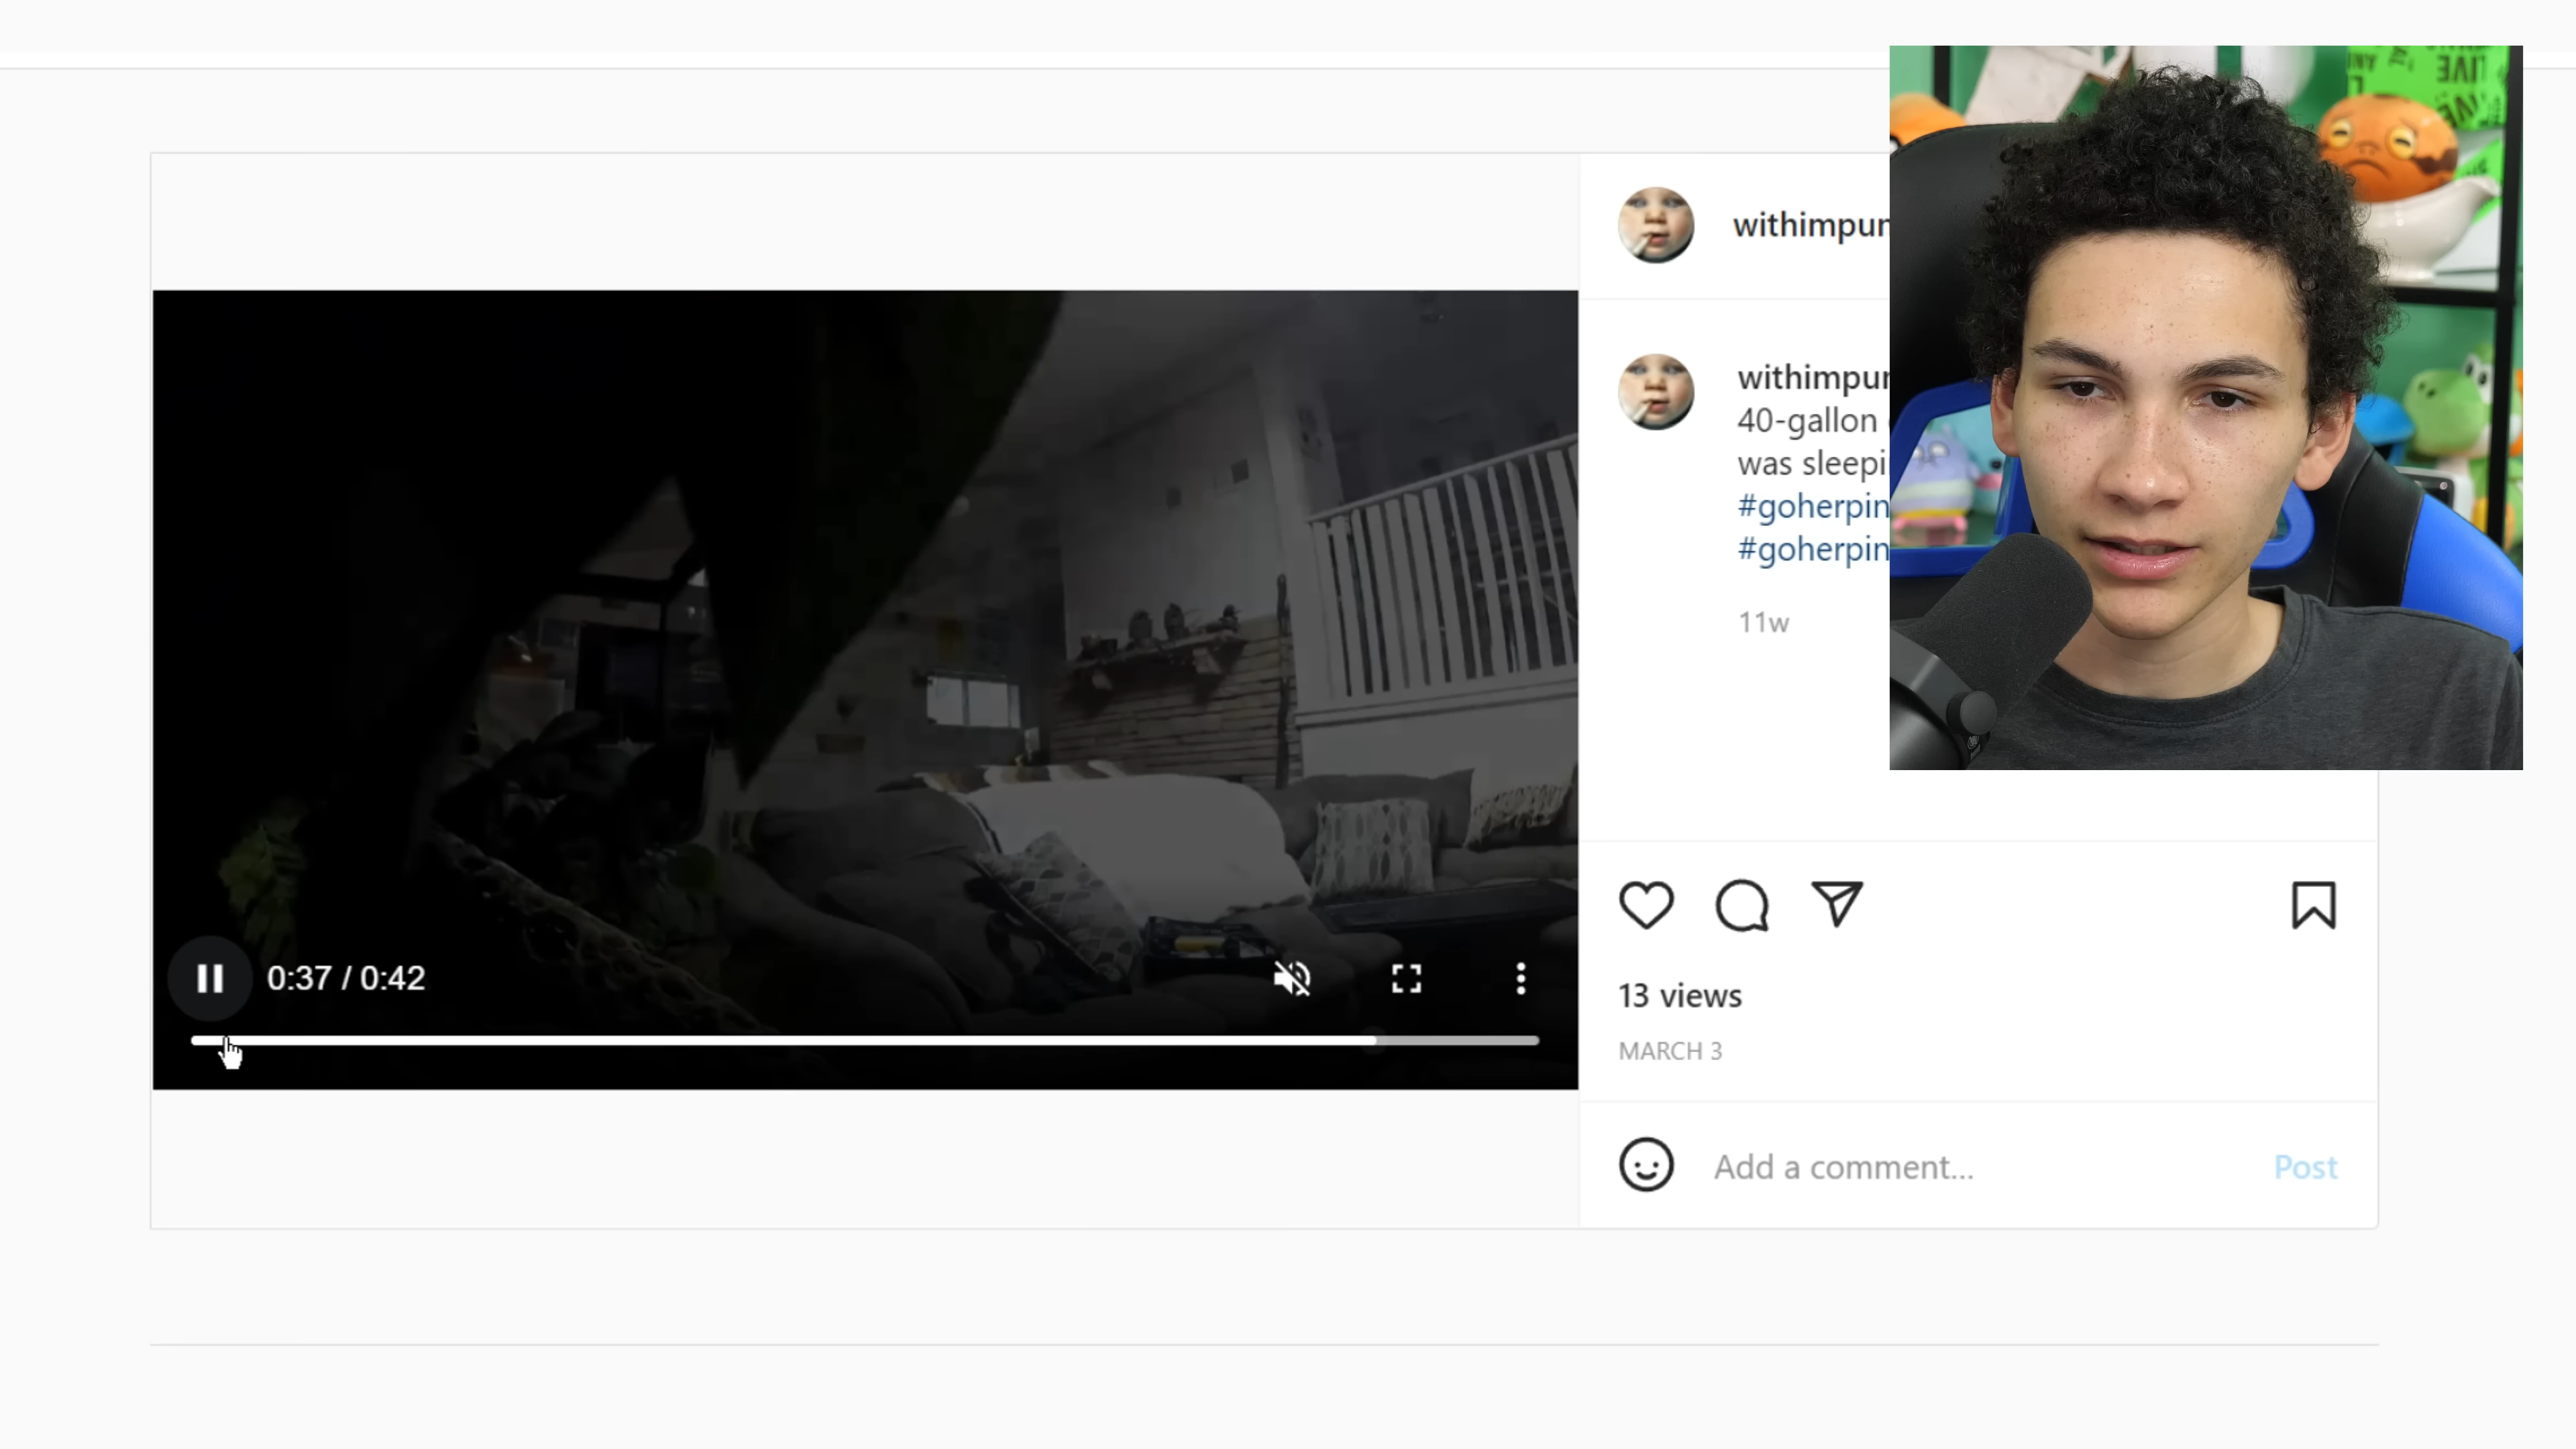 LIVE
withimpur
withimpur
40-gallon
was sleepi
#goherpin
#goherpin
11w
0:37 / 0:42
13 views
MARCH 3
Add a comment...
Post